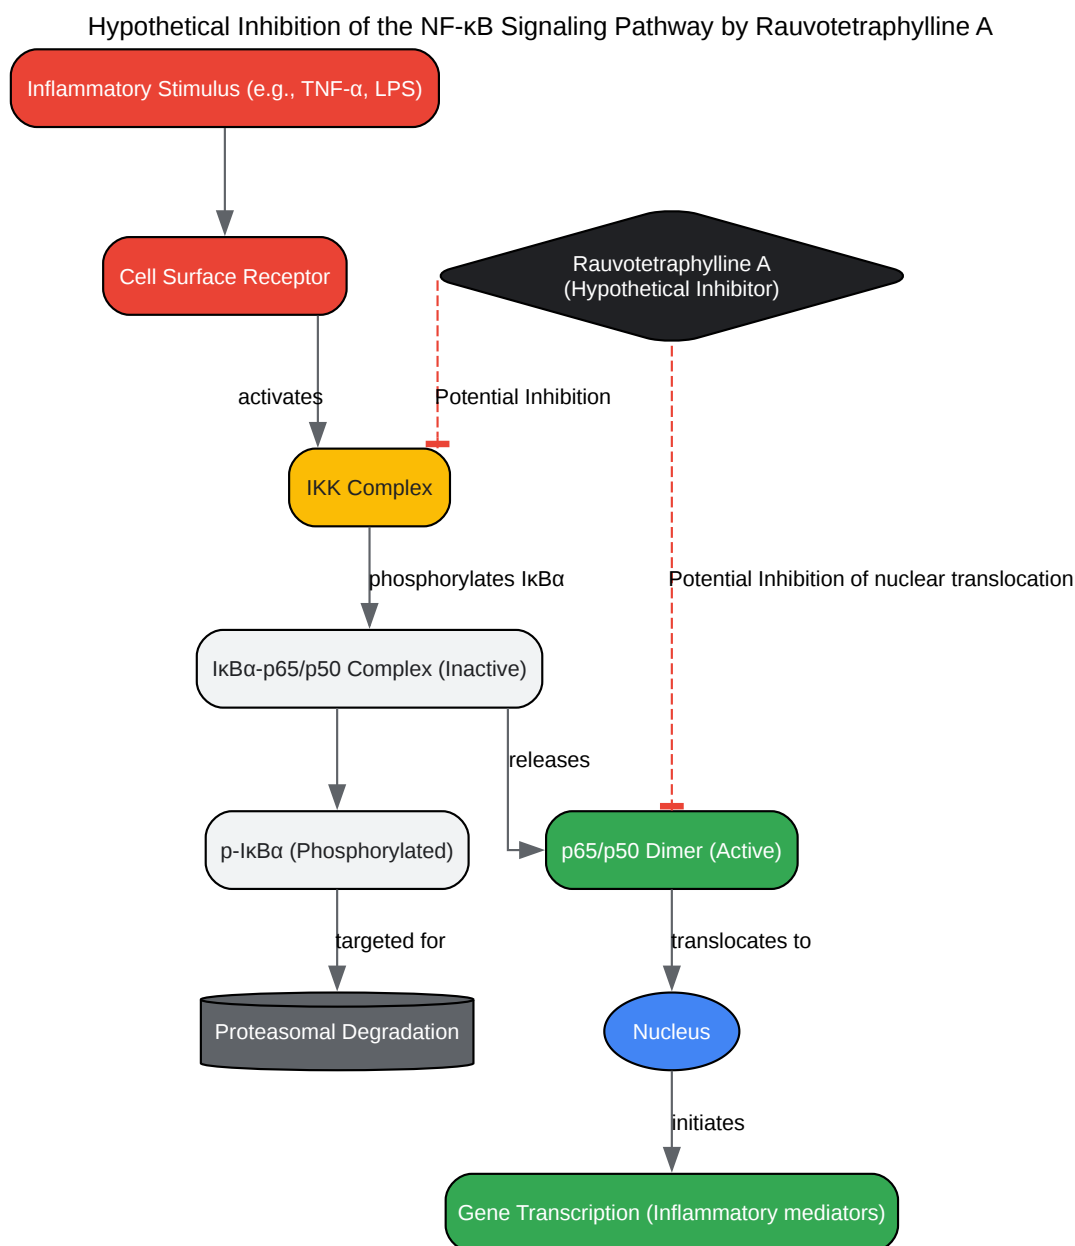 Hypothetical Inhibition of the NF-κB Signaling Pathway by Rauvotetraphylline A
Inflammatory Stimulus (e.g., TNF-α, LPS)
Cell Surface Receptor
Rauvotetraphylline A
(Hypothetical Inhibitor)
activates
Potential Inhibition
IKK Complex
phosphorylates IκBα
Potential Inhibition of nuclear translocation
IκBα-p65/p50 Complex (Inactive)
releases
p-IκBα (Phosphorylated)
p65/p50 Dimer (Active)
targeted for
translocates to
Proteasomal Degradation
Nucleus
initiates
Gene Transcription (Inflammatory mediators)